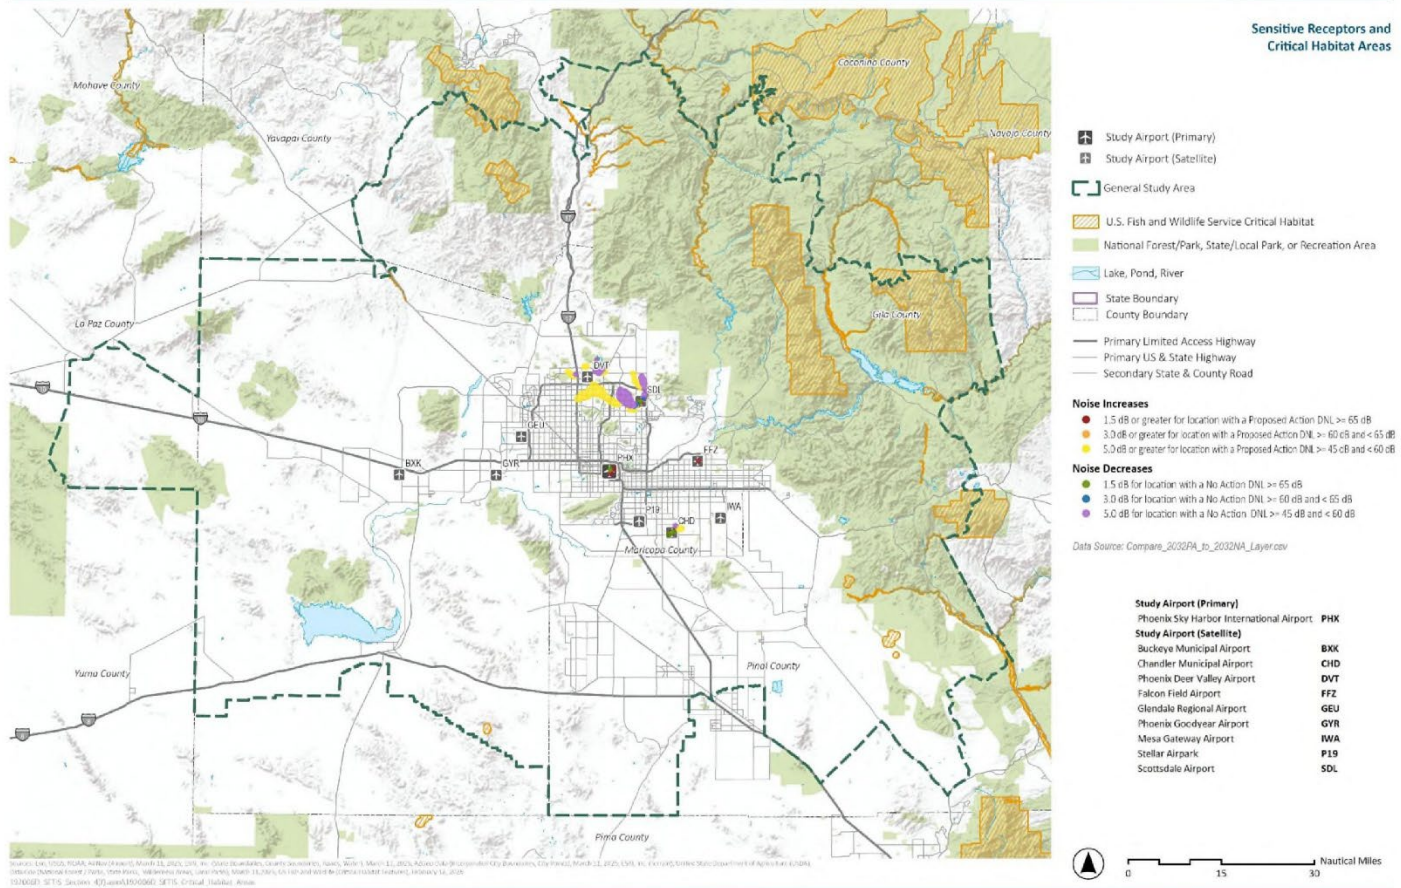 Sensitive Receptors and
Critical Habitat Areas
Mohave County
Yavapai County
Coconino County
Navajo County
La Paz County
Gila County
Maricopa County
Yuma County
Pinal County
Pima County
DVT
SDL
GEU
BXK
GYR
PHX
FFZ
P19
CHD
IWA
Study Airport (Primary)
Study Airport (Satellite)
General Study Area
U.S. Fish and Wildlife Service Critical Habitat
National Forest/Park, State/Local Park, or Recreation Area
Lake, Pond, River
State Boundary
County Boundary
Primary Limited Access Highway
Primary US & State Highway
Secondary State & County Road
Noise Increases
1.5 dB or greater for location with a Proposed Action DNL >= 65 dB
3.0 dB or greater for location with a Proposed Action DNL >= 60 dB and < 65 dB
5.0 dB or greater for location with a Proposed Action DNL >= 45 dB and < 60 dB
Noise Decreases
1.5 dB for location with a No Action DNL >= 65 dB
3.0 dB for location with a No Action DNL >= 60 dB and < 65 dB
5.0 dB for location with a No Action DNL >= 45 dB and < 60 dB
Data Source: Compare_2032PA_to_2032NA_Layer.csv
Study Airport (Primary)
Phoenix Sky Harbor International Airport PHX
Study Airport (Satellite)
Buckeye Municipal Airport BXK
Chandler Municipal Airport CHD
Phoenix Deer Valley Airport DVT
Falcon Field Airport FFZ
Glendale Regional Airport GEU
Phoenix Goodyear Airport GYR
Mesa Gateway Airport IWA
Stellar Airpark P19
Scottsdale Airport SDL
Nautical Miles
0 15 30